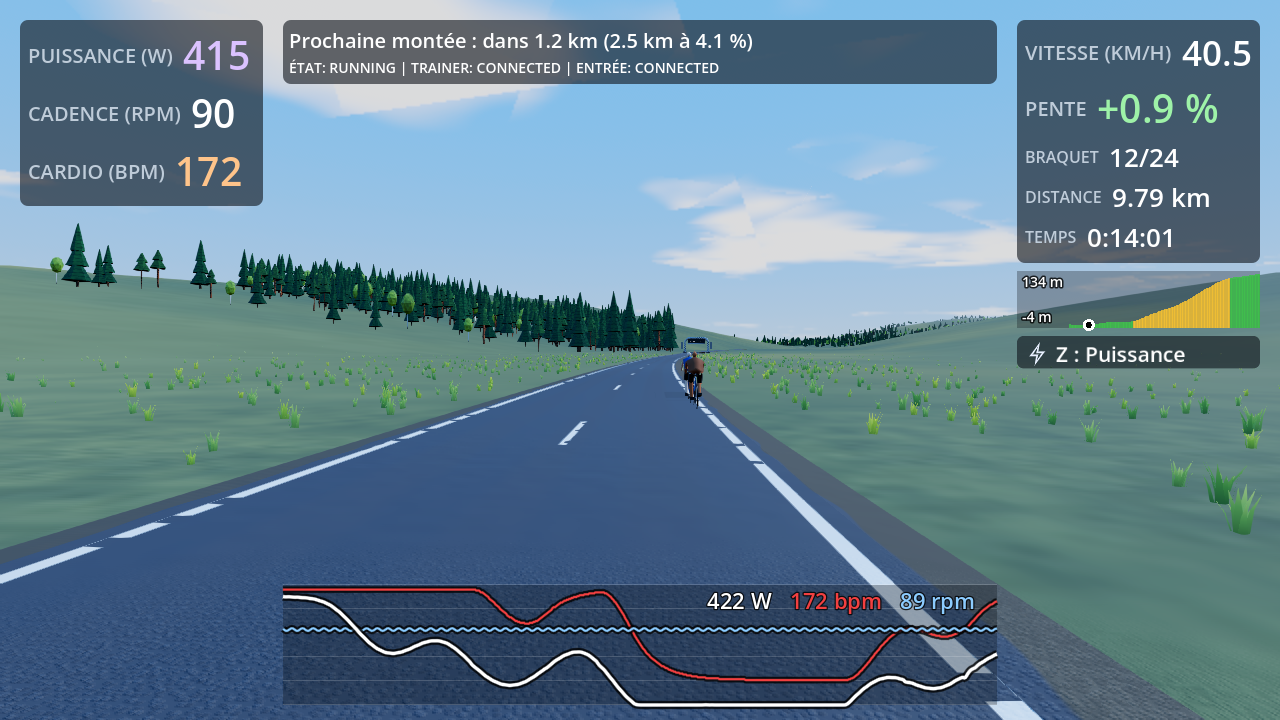 PUISSANCE (W) 415
CADENCE (RPM) 90
CARDIO (BPM) 172
Prochaine montée : dans 1.2 km (2.5 km à 4.1 %)
ÉTAT: RUNNING | TRAINER: CONNECTED | ENTRÉE: CONNECTED
VITESSE (KM/H) 40.5
PENTE +0.9 %
BRAQUET 12/24
DISTANCE 9.79 km
TEMPS 0:14:01
134 m
-4 m
Z : Puissance
422 W 172 bpm 89 rpm